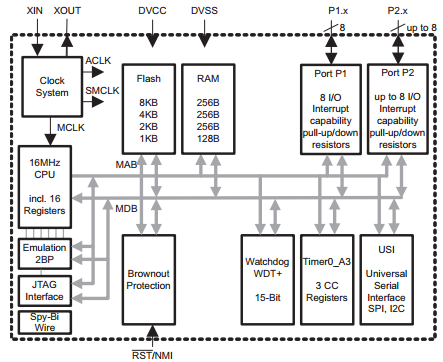 XIN XOUT DVCC DVSS P1.x P2.x
8 up to 8
ACLK
SMCLK
Clock
System
MCLK
Flash
8KB
4KB
2KB
1KB
RAM
256B
256B
256B
128B
Port P1
8 I/O
Interrupt
capability
pull-up/down
resistors
Port P2
up to 8 I/O
Interrupt
capability
pull-up/down
resistors
16MHz
CPU
incl. 16
Registers
MAB
MDB
Emulation
2BP
JTAG
Interface
Spy-Bi
Wire
Brownout
Protection
Watchdog
WDT+
15-Bit
Timer0_A3
3 CC
Registers
USI
Universal
Serial
Interface
SPI, I2C
RST/NMI